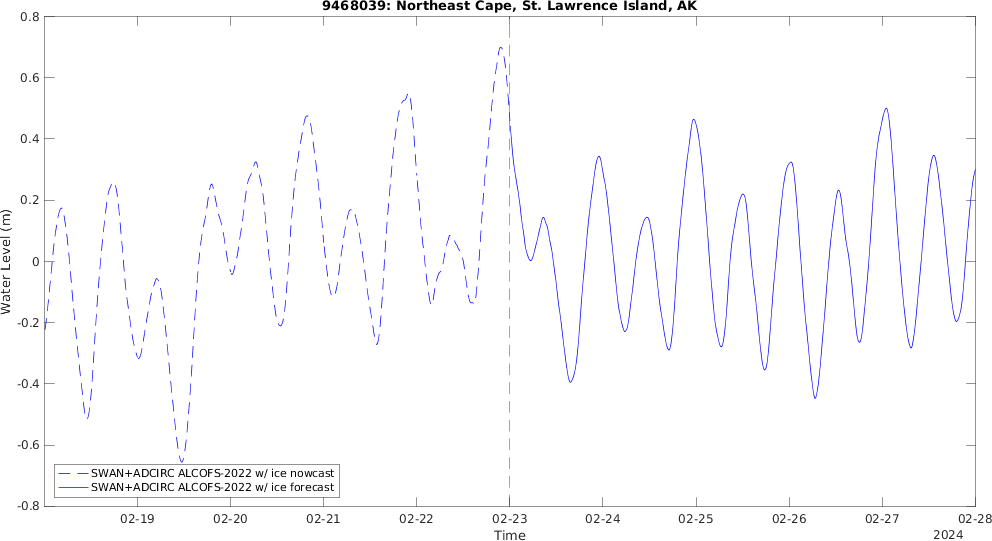 9468039: Northeast Cape, St. Lawrence Island, AK
Water Level (m)
0.8
0.6
0.4
0.2
0
-0.2
-0.4
-0.6
-0.8
SWAN+ADCIRC ALCOFS-2022 w/ ice nowcast
SWAN+ADCIRC ALCOFS-2022 w/ ice forecast
02-19 02-20 02-21 02-22 02-23 02-24 02-25 02-26 02-27 02-28
Time
2024